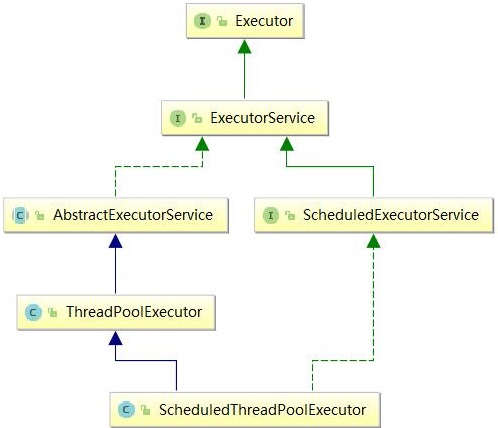 I Executor
I ExecutorService
C AbstractExecutorService
I ScheduledExecutorService
C ThreadPoolExecutor
C ScheduledThreadPoolExecutor